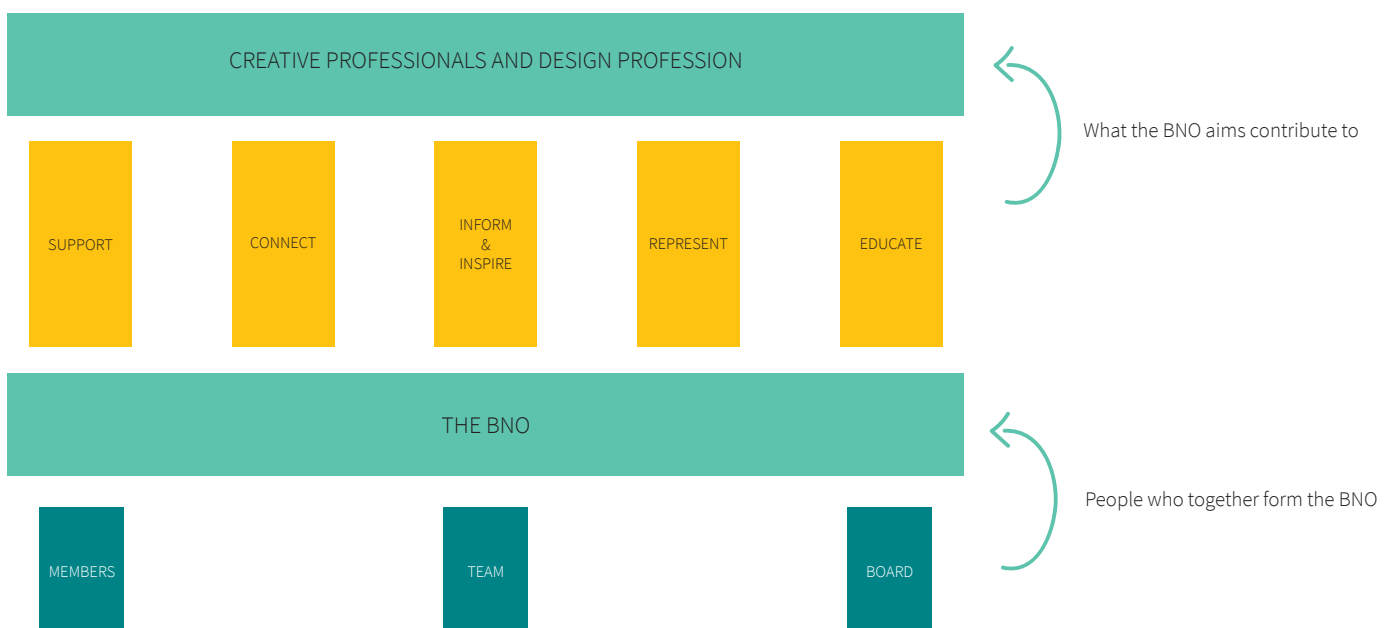 CREATIVE PROFESSIONALS AND DESIGN PROFESSION
What the BNO aims contribute to
SUPPORT
CONNECT
INFORM
&
INSPIRE
REPRESENT
EDUCATE
THE BNO
People who together form the BNO
MEMBERS
TEAM
BOARD